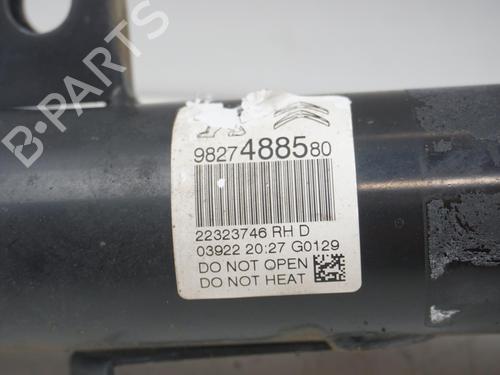 B-Parts
9827488580
22323746 RH D
03922 20:27 G0129
DO NOT OPEN
DO NOT HEAT